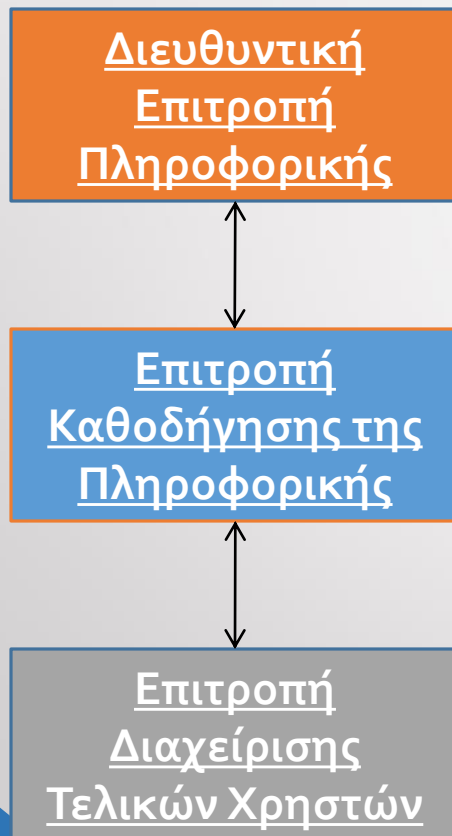 Διευθυντική
Επιτροπή
Πληροφορικής
Επιτροπή
Καθοδήγησης της
Πληροφορικής
Επιτροπή
Διαχείρισης
Τελικών Χρηστών